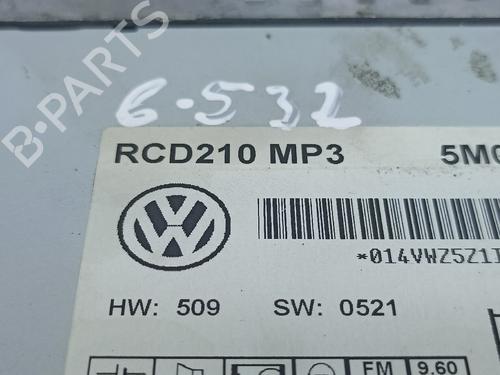 B-PARTS
6-532
RCD210 MP3 5M0
*014VWZ5Z1
HW: 509 SW: 0521
FM 9.60